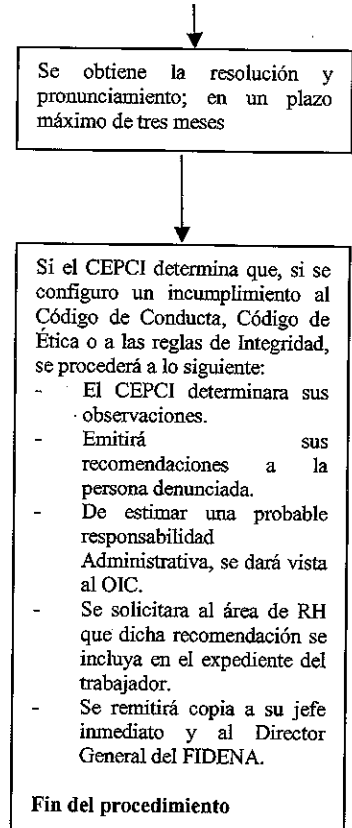 Se obtiene la resolución y
pronunciamiento; en un plazo
máximo de tres meses
Si el CEPCI determina que, si se
configuro un incumplimiento al
Código de Conducta, Código de
Ética o a las reglas de Integridad,
se procederá a lo siguiente:
- El CEPCI determinara sus
observaciones.
- Emitirá sus
recomendaciones a la
persona denunciada.
- De estimar una probable
responsabilidad
Administrativa, se dará vista
al OIC.
- Se solicitara al área de RH
que dicha recomendación se
incluya en el expediente del
trabajador.
- Se remitirá copia a su jefe
inmediato y al Director
General del FIDENA.
Fin del procedimiento